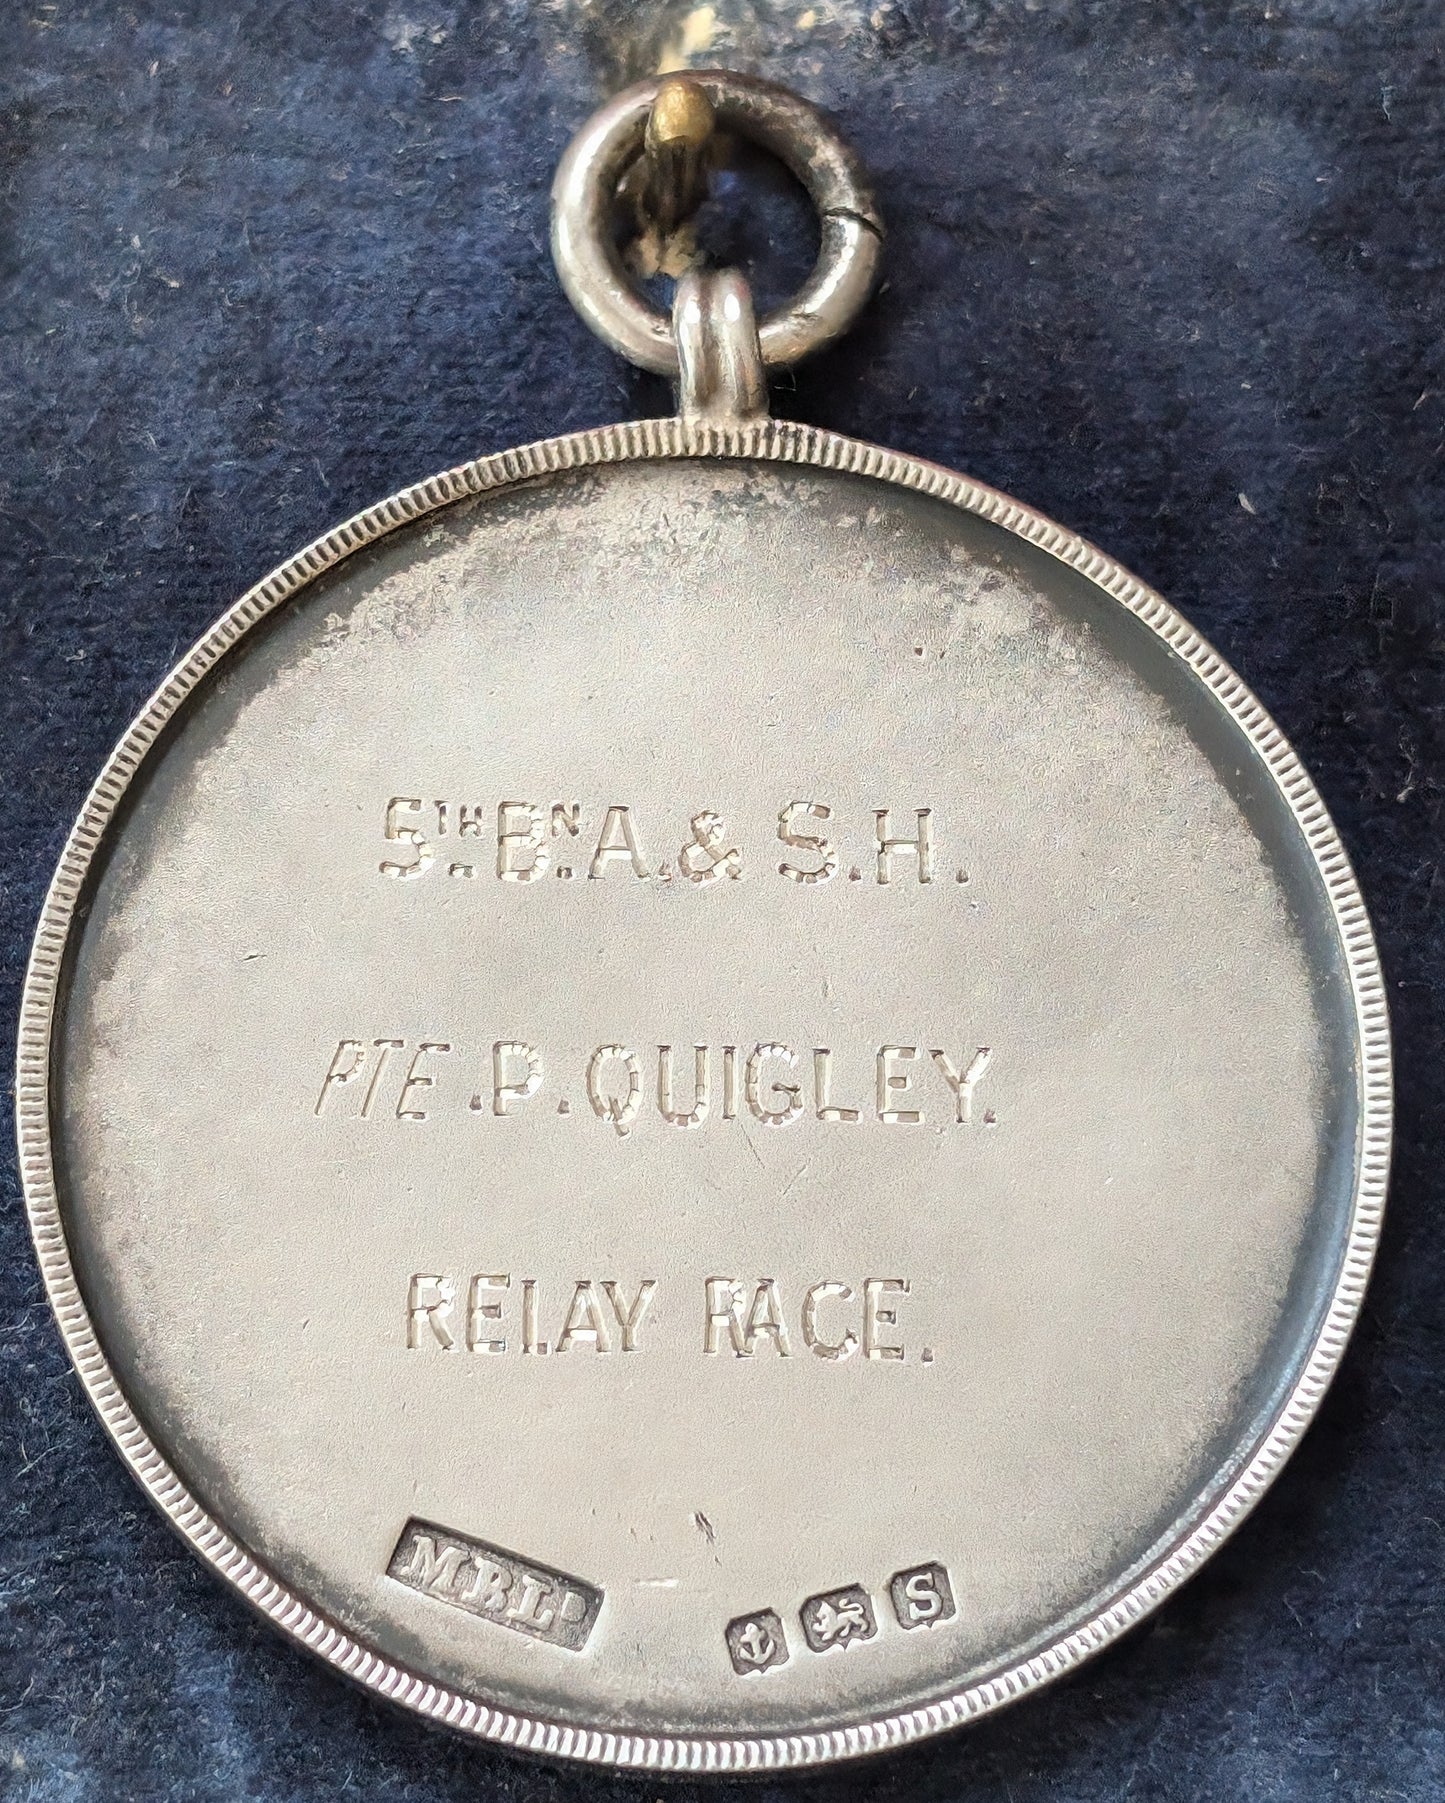 5TH. BN. A. & S.H.
PTE. P. QUIGLEY.
RELAY RACE.
MBLD
S